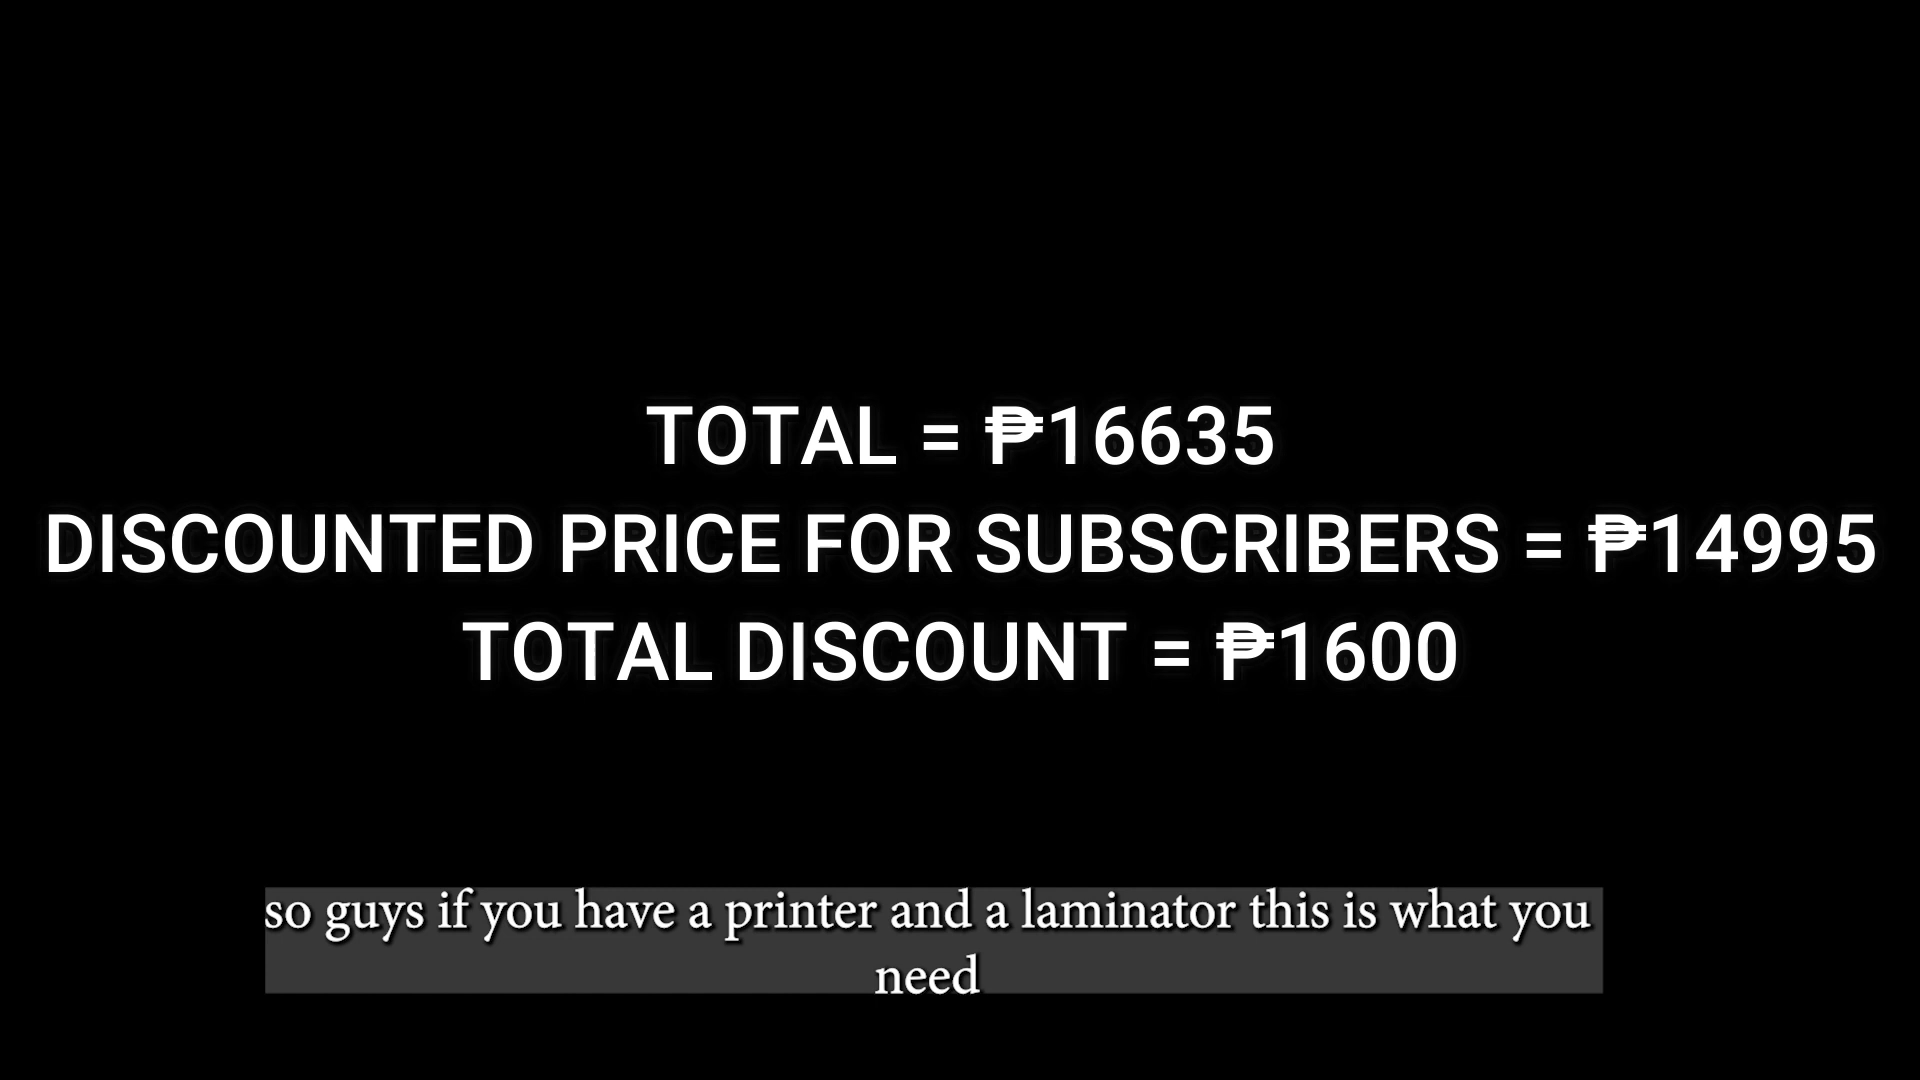 TOTAL = ₱16635
DISCOUNTED PRICE FOR SUBSCRIBERS = ₱14995
TOTAL DISCOUNT = ₱1600
so guys if you have a printer and a laminator this is what you
need